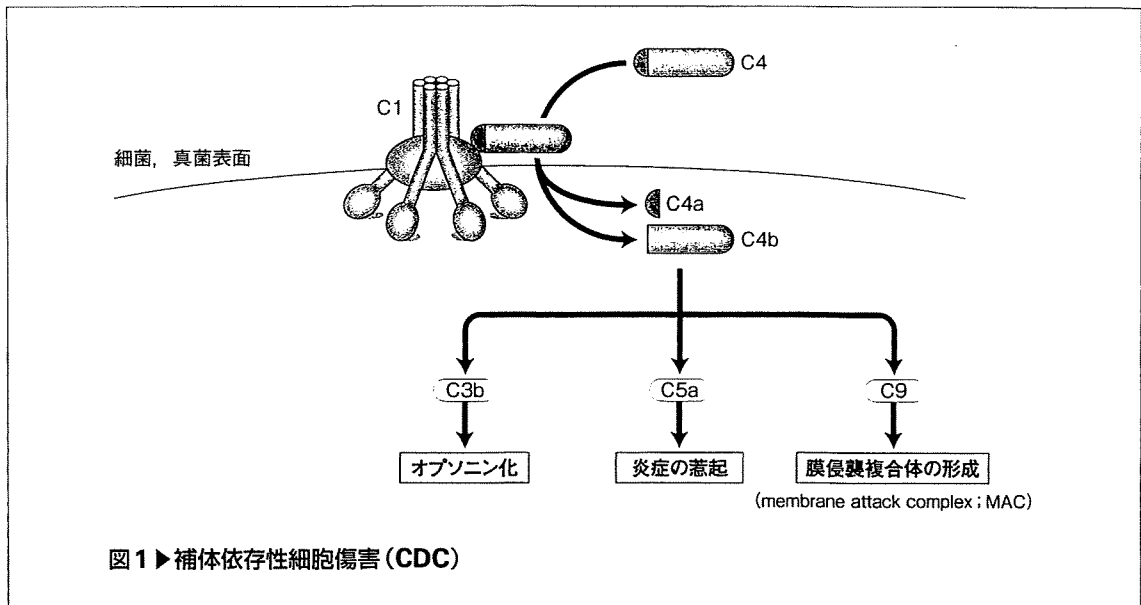 C4
C1
細菌，真菌表面
C4a
C4b
C3b
C5a
C9
オプソニン化
炎症の惹起
膜侵襲複合体の形成
(membrane attack complex；MAC)
図1▶補体依存性細胞傷害(CDC)